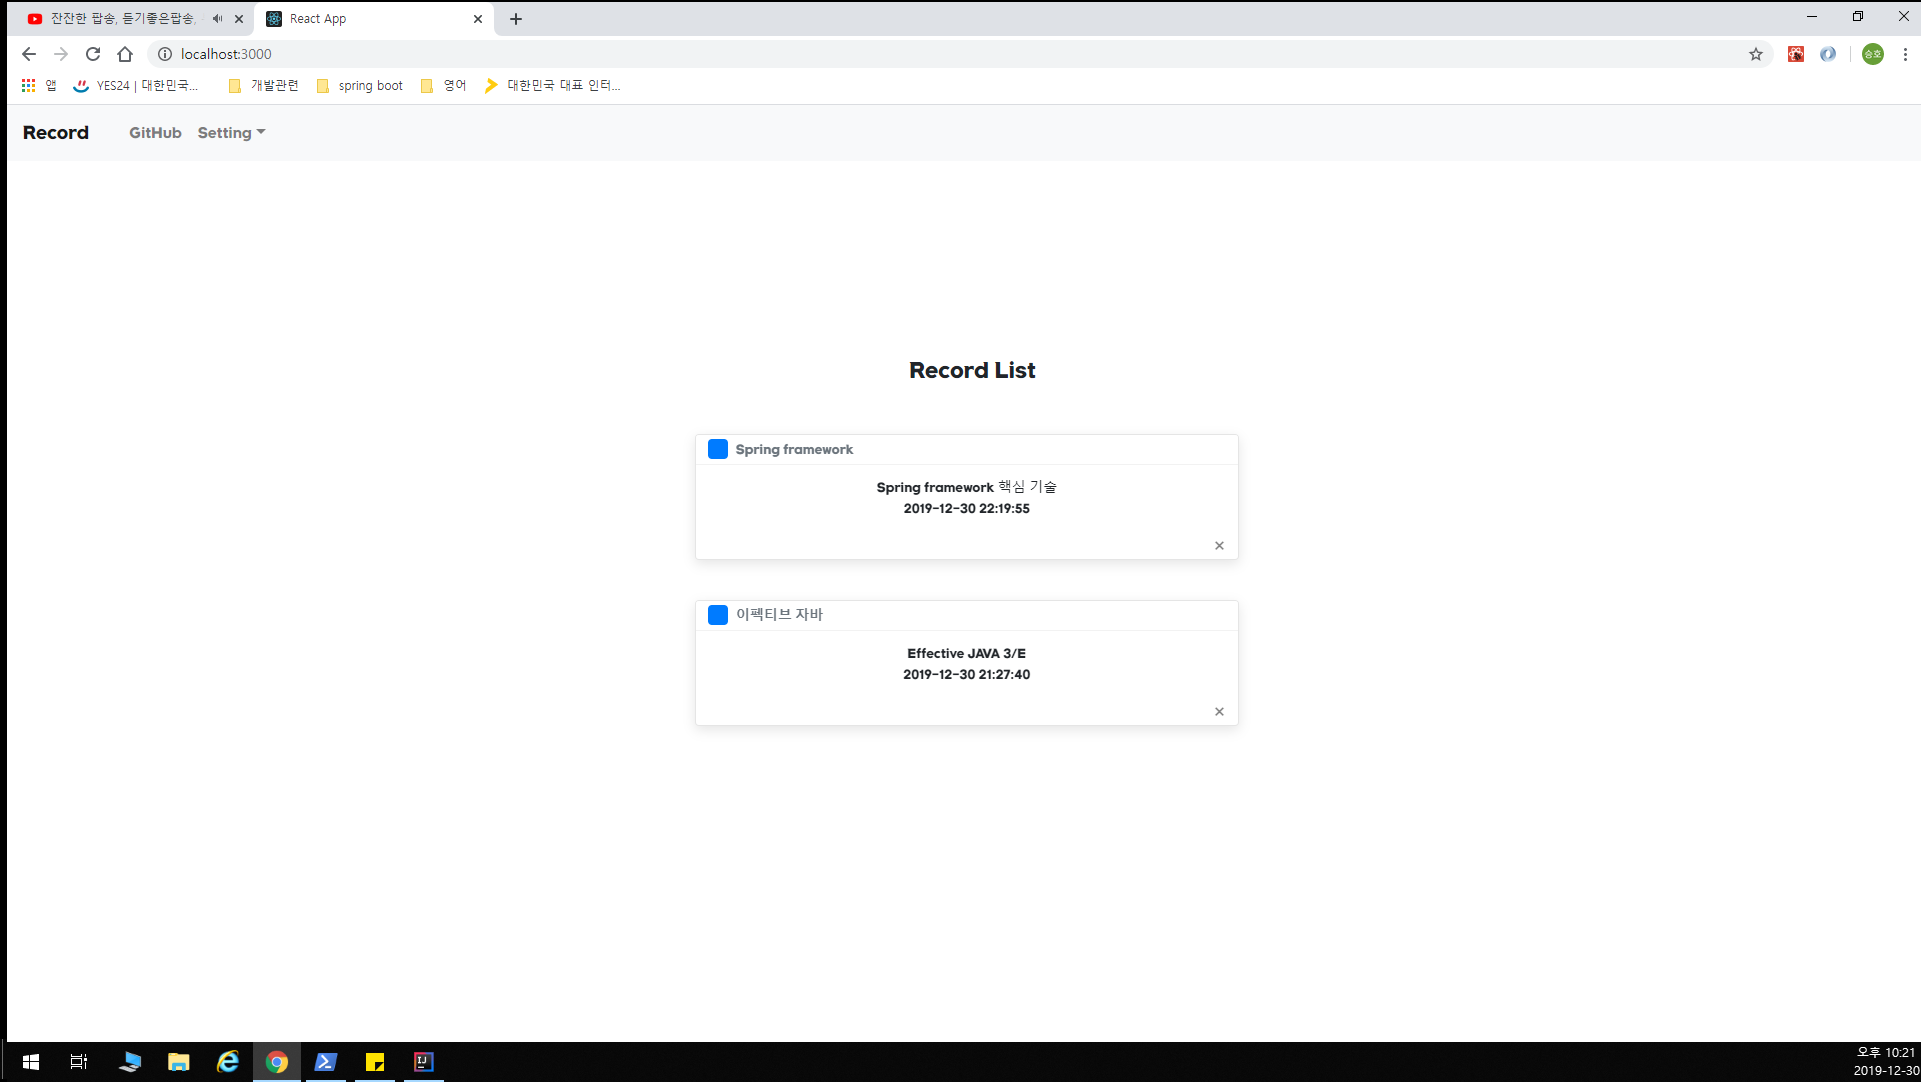 잔잔한 팝송, 듣기좋은팝송,
React App
localhost:3000
승호
앱
YES24 | 대한민국...
개발관련
spring boot
영어
대한민국 대표 인터...
Record
GitHub
Setting
Record List
Spring framework
Spring framework 핵심 기술
2019-12-30 22:19:55
이펙티브 자바
Effective JAVA 3/E
2019-12-30 21:27:40
IJ
오후 10:21
2019-12-30